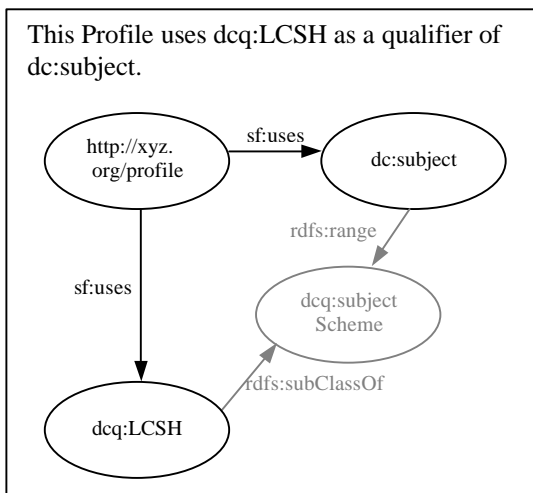 This Profile uses dcq:LCSH as a qualifier of
dc:subject.
http://xyz.
org/profile
sf:uses
dc:subject
rdfs:range
sf:uses
dcq:subject
Scheme
rdfs:subClassOf
dcq:LCSH